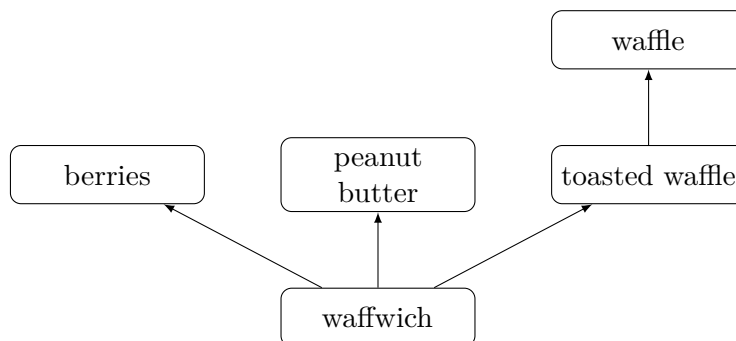 waffle
berries
peanut
butter
toasted waffle
waffwich